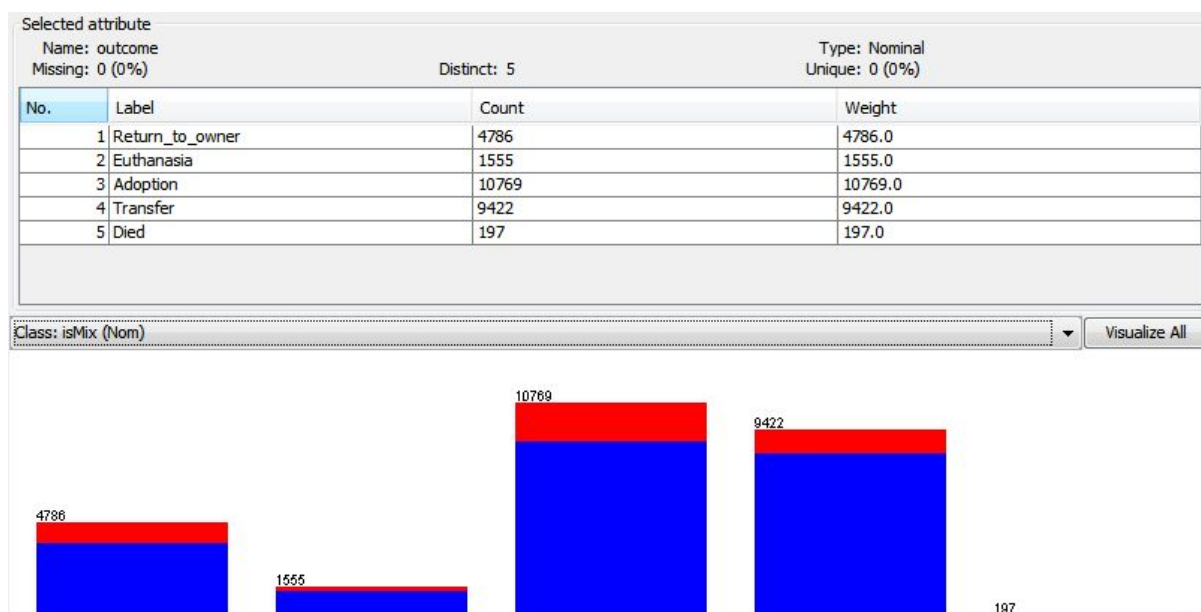 Selected attribute
Name: outcome Type: Nominal
Missing: 0 (0%) Distinct: 5 Unique: 0 (0%)
No. Label Count Weight
1 Return_to_owner 4786 4786.0
2 Euthanasia 1555 1555.0
3 Adoption 10769 10769.0
4 Transfer 9422 9422.0
5 Died 197 197.0
Class: isMix (Nom) Visualize All
10769
9422
4786
1555
197